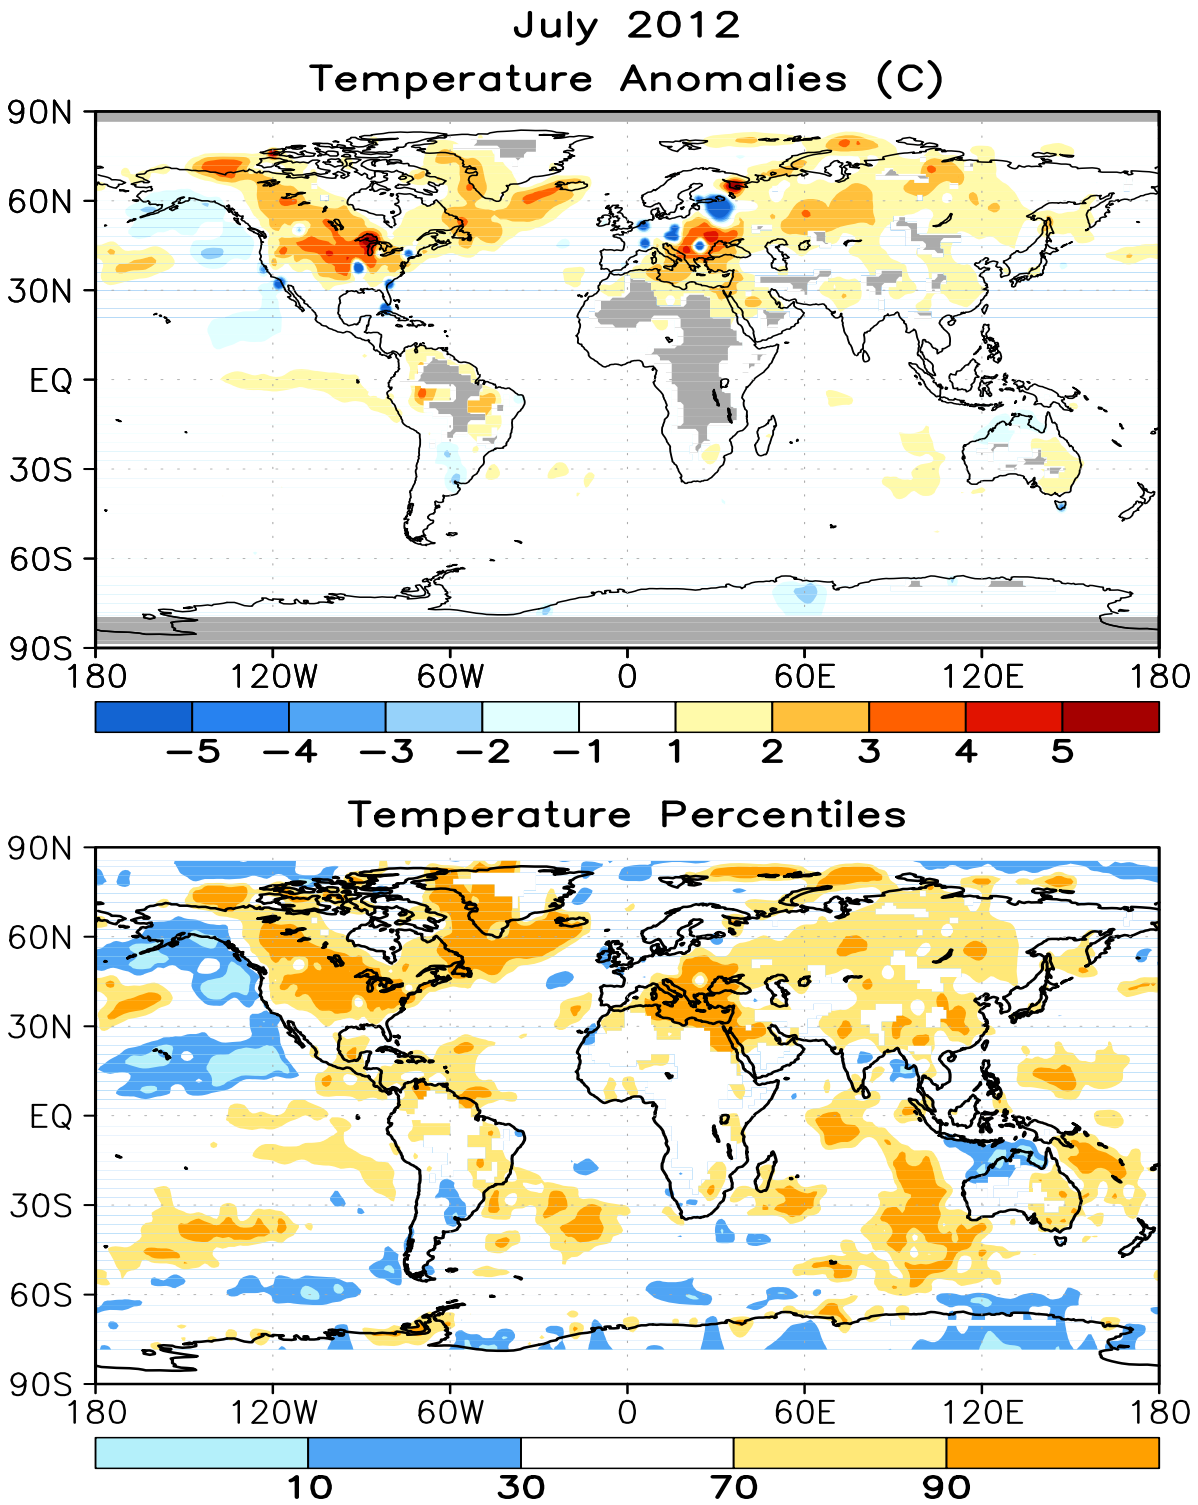 July 2012
Temperature Anomalies (C)
90N
60N
30N
EQ
30S
60S
90S
180 120W 60W 0 60E 120E 180
-5 -4 -3 -2 -1 1 2 3 4 5
Temperature Percentiles
90N
60N
30N
EQ
30S
60S
90S
180 120W 60W 0 60E 120E 180
10 30 70 90